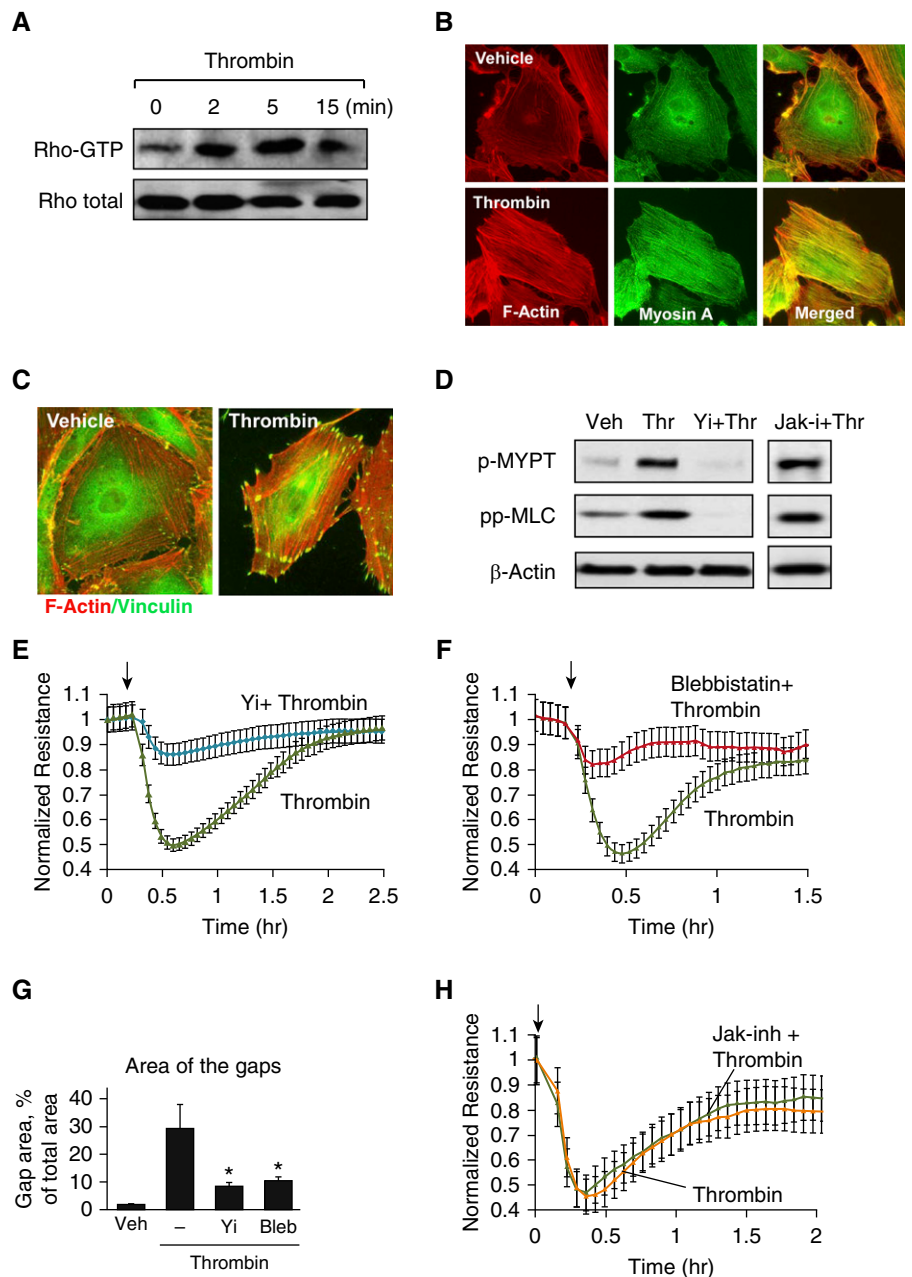 A
Thrombin
0 2 5 15 (min)
Rho-GTP
Rho total
B
Vehicle
Thrombin
F-Actin Myosin A Merged
C
Vehicle Thrombin
F-Actin/Vinculin
D
Veh Thr Yi+Thr Jak-i+Thr
p-MYPT
pp-MLC
β-Actin
E
Normalized Resistance
1.1
1
0.9
0.8
0.7
0.6
0.5
0.4
Yi+ Thrombin
Thrombin
0 0.5 1 1.5 2 2.5
Time (hr)
F
Normalized Resistance
1.1
1
0.9
0.8
0.7
0.6
0.5
0.4
Blebbistatin+
Thrombin
Thrombin
0 0.5 1 1.5
Time (hr)
G
Area of the gaps
Gap area, %
of total area
40
30
20
10
0
* *
Veh – Yi Bleb
Thrombin
H
Normalized Resistance
1.1
1
0.9
0.8
0.7
0.6
0.5
0.4
Jak-inh +
Thrombin
Thrombin
0 0.5 1 1.5 2
Time (hr)